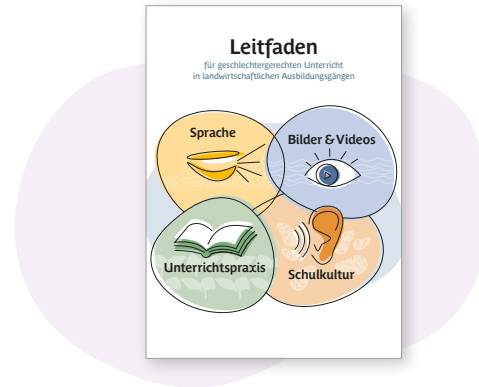 Leitfaden
für geschlechtergerechten Unterricht
in landwirtschaftlichen Ausbildungsgängen
Sprache
Bilder & Videos
Unterrichtspraxis
Schulkultur